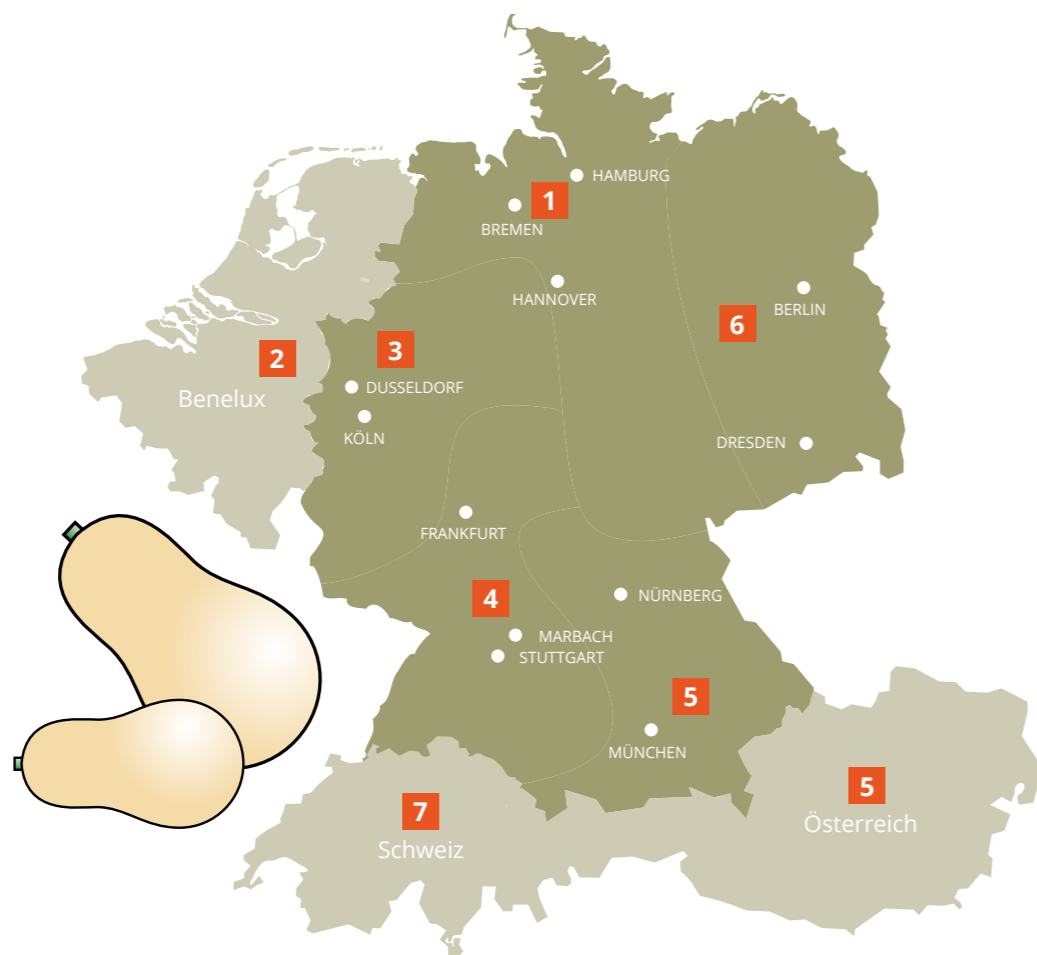 HAMBURG
1
BREMEN
HANNOVER
BERLIN
6
3
2
DUSSELDORF
Benelux
KÖLN
DRESDEN
FRANKFURT
4
NÜRNBERG
MARBACH
STUTTGART
5
MÜNCHEN
5
Österreich
7
Schweiz